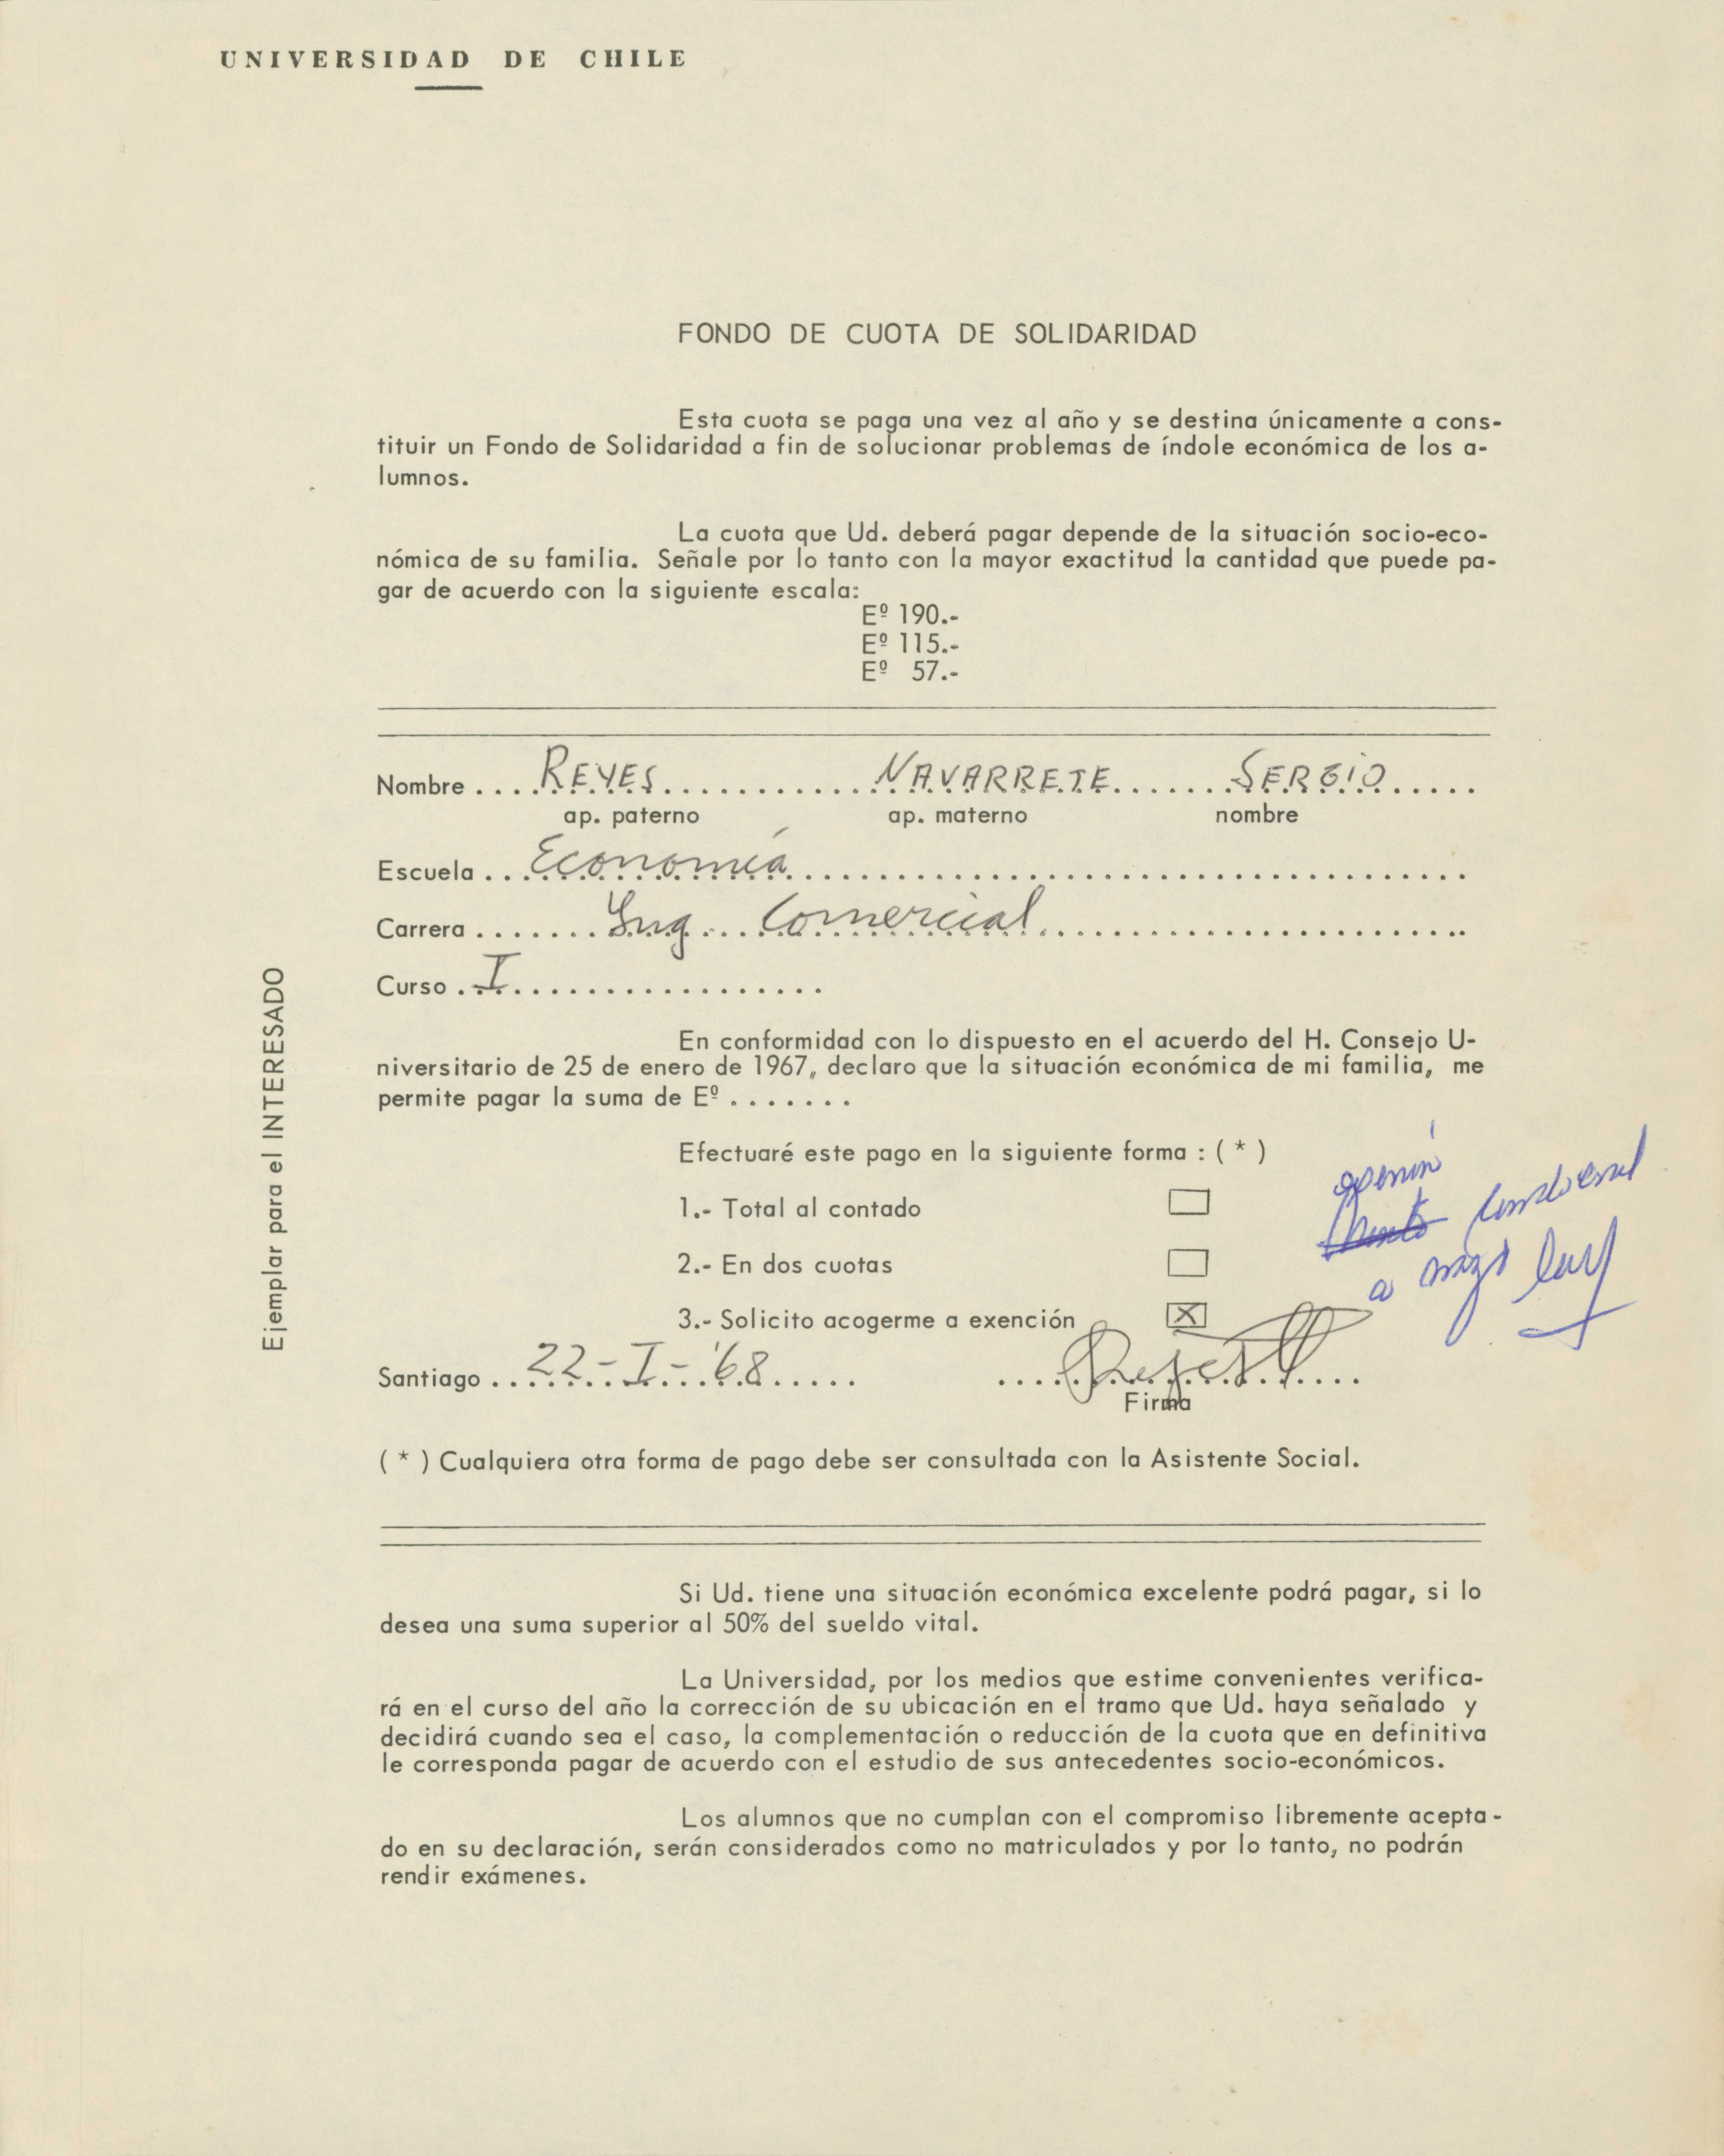 UNIVERSIDAD DE CHILE
FONDO DE CUOTA DE SOLIDARIDAD
Esta cuota se paga una vez al año y se destina únicamente a cons-
tituir un Fondo de Solidaridad a fin de solucionar problemas de índole económica de los a-
lumnos.
La cuota que Ud. deberá pagar depende de la situación socio-eco-
nómica de su familia. Señale por lo tanto con la mayor exactitud la cantidad que puede pa-
gar de acuerdo con la siguiente escala:
Eº 190.-
Eº 115.-
Eº 57.-
Nombre .... REYES ............ NAVARRETE ....... SERGIO .....
ap. paterno ap. materno nombre
Escuela ... Economía ........................................
Carrera ....... Ing. ... Comercial ..........................
Curso .. I ..................
En conformidad con lo dispuesto en el acuerdo del H. Consejo U-
niversitario de 25 de enero de 1967, declaro que la situación económica de mi familia, me
permite pagar la suma de Eº .......
Efectuaré este pago en la siguiente forma : ( * )
1.- Total al contado
2.- En dos cuotas
3.- Solicito acogerme a exención X
a
Santiago ... 22-I-'68 .....
Firma
( * ) Cualquiera otra forma de pago debe ser consultada con la Asistente Social.
Si Ud. tiene una situación económica excelente podrá pagar, si lo
desea una suma superior al 50% del sueldo vital.
La Universidad, por los medios que estime convenientes verifica-
rá en el curso del año la corrección de su ubicación en el tramo que Ud. haya señalado y
decidirá cuando sea el caso, la complementación o reducción de la cuota que en definitiva
le corresponda pagar de acuerdo con el estudio de sus antecedentes socio-económicos.
Los alumnos que no cumplan con el compromiso libremente acepta-
do en su declaración, serán considerados como no matriculados y por lo tanto, no podrán
rendir exámenes.
Ejemplar para el INTERESADO